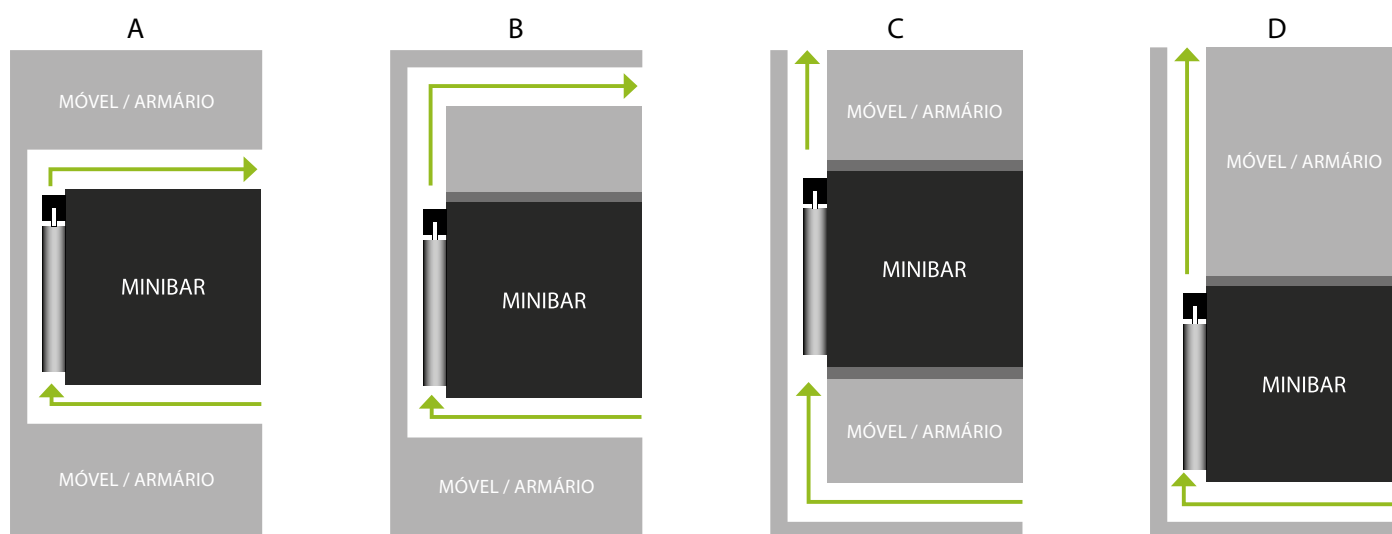 A
MÓVEL / ARMÁRIO
MINIBAR
MÓVEL / ARMÁRIO
B
MINIBAR
MÓVEL / ARMÁRIO
C
MÓVEL / ARMÁRIO
MINIBAR
MÓVEL / ARMÁRIO
D
MÓVEL / ARMÁRIO
MINIBAR